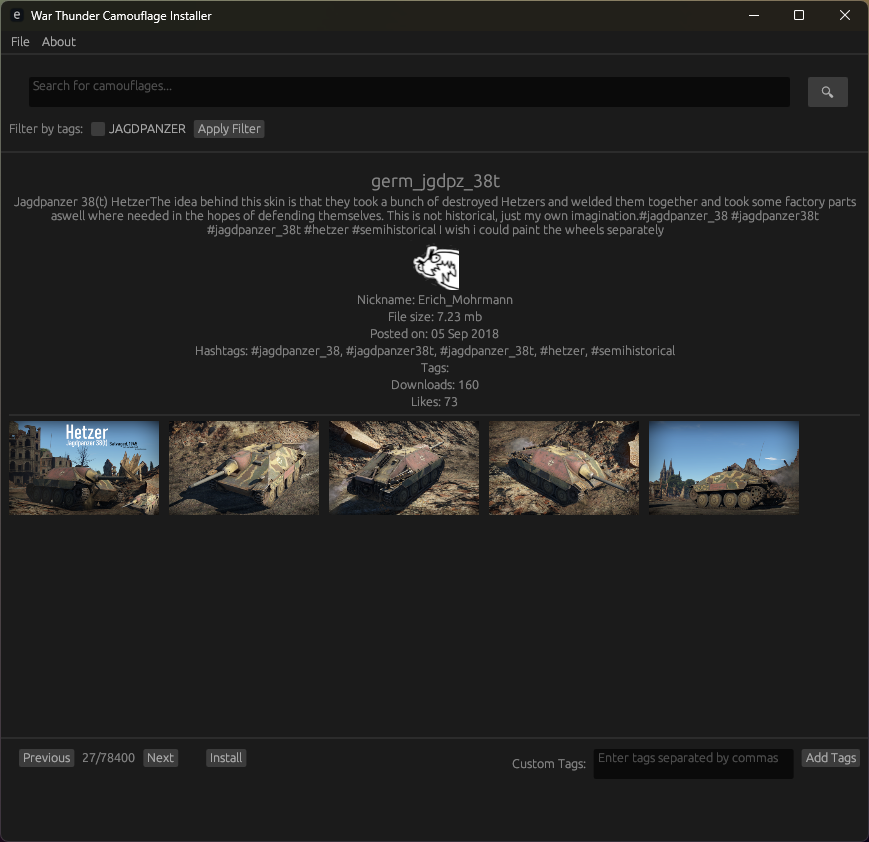 e War Thunder Camouflage Installer
File About
Search for camouflages...
Filter by tags: JAGDPANZER Apply Filter
germ_jgdpz_38t
Jagdpanzer 38(t) HetzerThe idea behind this skin is that they took a bunch of destroyed Hetzers and welded them together and took some factory parts
aswell where needed in the hopes of defending themselves. This is not historical, just my own imagination.#jagdpanzer_38 #jagdpanzer38t
#jagdpanzer_38t #hetzer #semihistorical I wish i could paint the wheels separately
Nickname: Erich_Mohrmann
File size: 7.23 mb
Posted on: 05 Sep 2018
Hashtags: #jagdpanzer_38, #jagdpanzer38t, #jagdpanzer_38t, #hetzer, #semihistorical
Tags:
Downloads: 160
Likes: 73
Hetzer
Jagdpanzer 38(t) Salvaged, 1945
Previous 27/78400 Next Install
Custom Tags: Enter tags separated by commas Add Tags